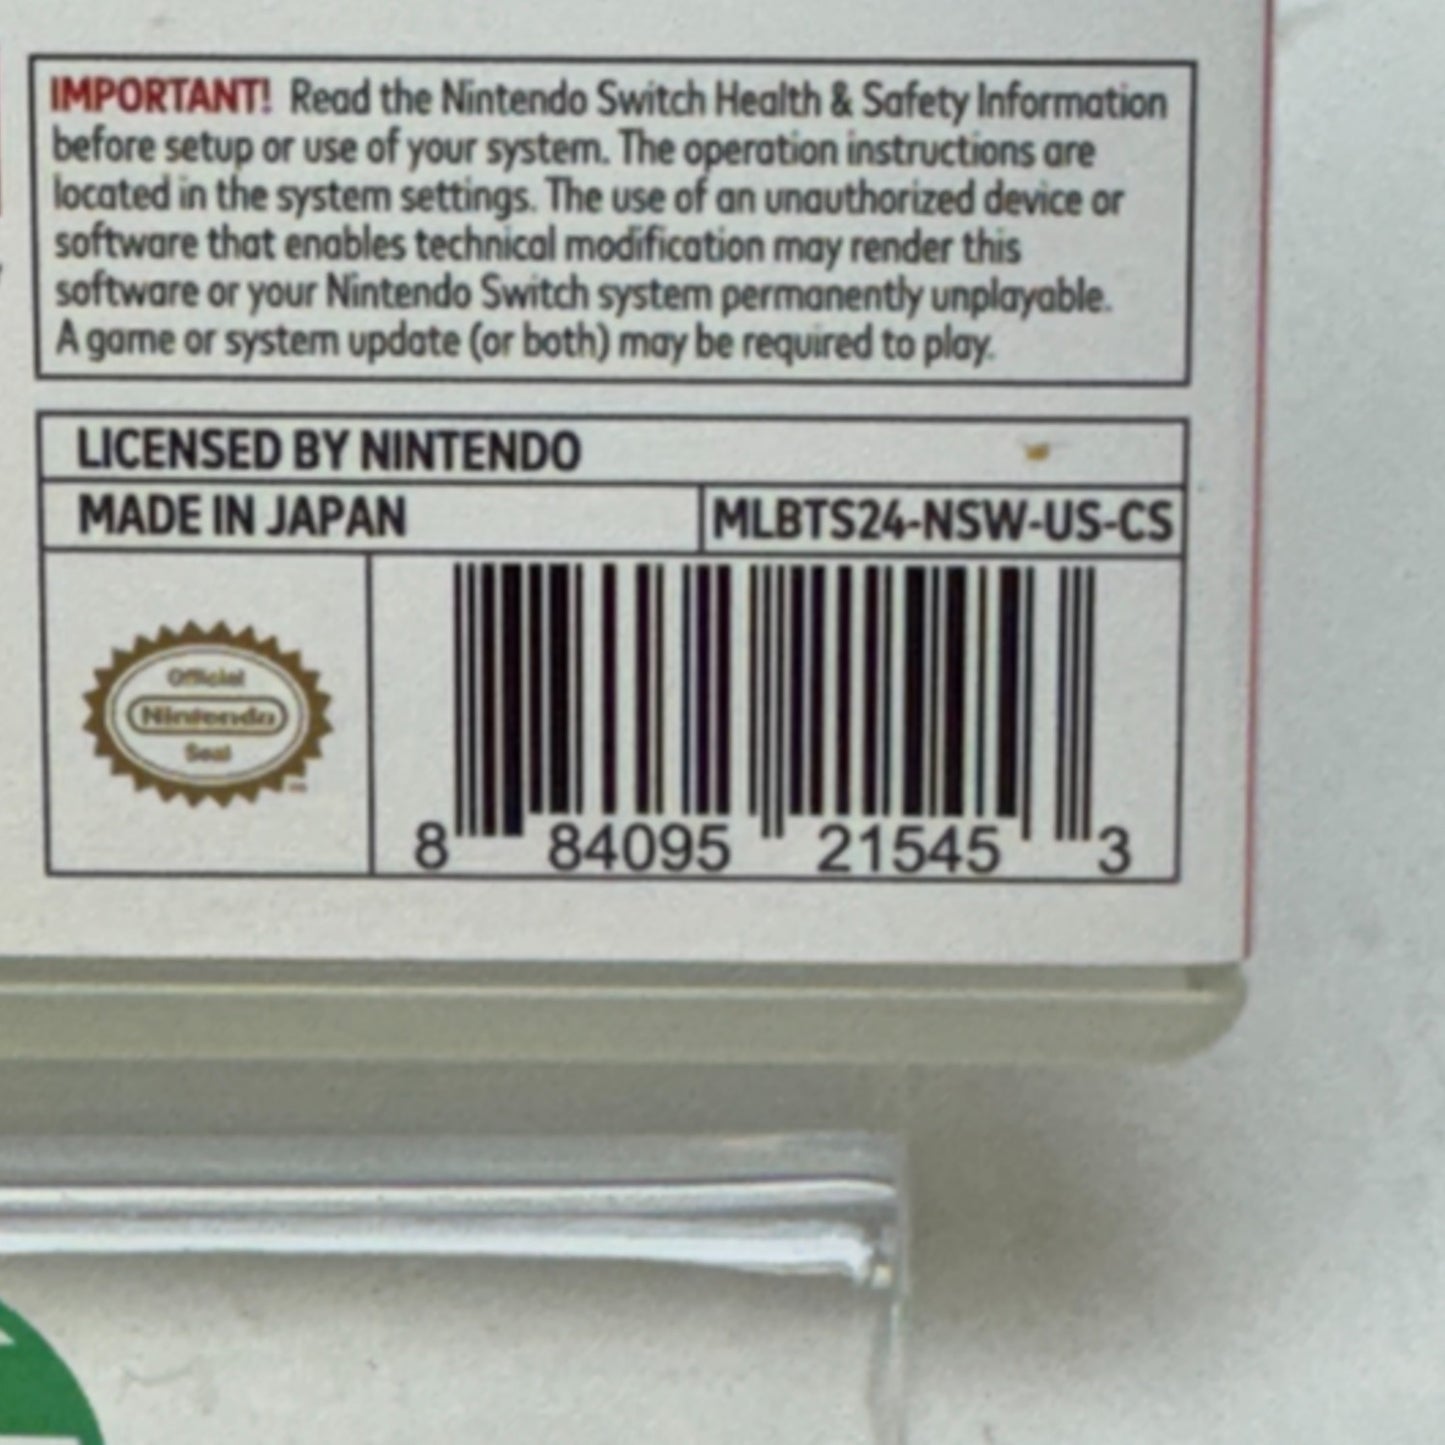 IMPORTANT! Read the Nintendo Switch Health & Safety Information
before setup or use of your system. The operation instructions are
located in the system settings. The use of an unauthorized device or
software that enables technical modification may render this
software or your Nintendo Switch system permanently unplayable.
A game or system update (or both) may be required to play.
LICENSED BY NINTENDO
MADE IN JAPAN
MLBTS24-NSW-US-CS
Official
Nintendo
Seal
8 84095 21545 3